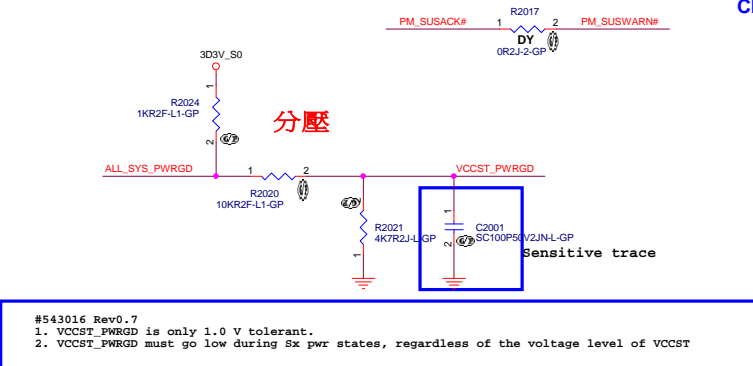 R2017
PM_SUSACK# 1 2 PM_SUSWARN#
DY
0R2J-2-GP
3D3V_S0
1
R2024
1KR2F-L1-GP
2
分壓
ALL_SYS_PWRGD 1 2 VCCST_PWRGD
R2020
10KR2F-L1-GP
R2021
4K7R2J-L-GP
1
1
C2001
SC100P50V2JN-L-GP
2
Sensitive trace
#543016 Rev0.7
1. VCCST_PWRGD is only 1.0 V tolerant.
2. VCCST_PWRGD must go low during Sx pwr states, regardless of the voltage level of VCCST